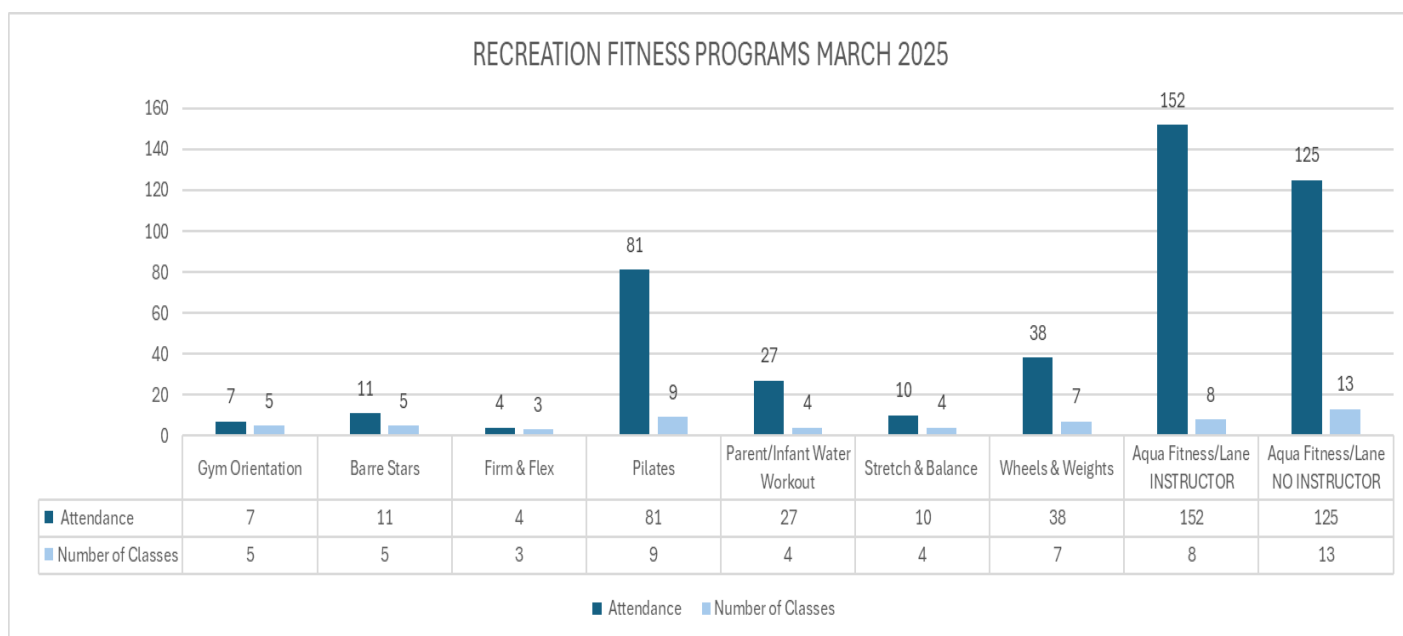 RECREATION FITNESS PROGRAMS MARCH 2025
160
140
120
100
80
60
40
20
0
7 5 11 5 4 3 81 9 27 4 10 4 38 7 152 8 125 13
Gym Orientation Barre Stars Firm & Flex Pilates Parent/Infant Water Workout Stretch & Balance Wheels & Weights Aqua Fitness/Lane INSTRUCTOR Aqua Fitness/Lane NO INSTRUCTOR
Attendance 7 11 4 81 27 10 38 152 125
Number of Classes 5 5 3 9 4 4 7 8 13
Attendance Number of Classes